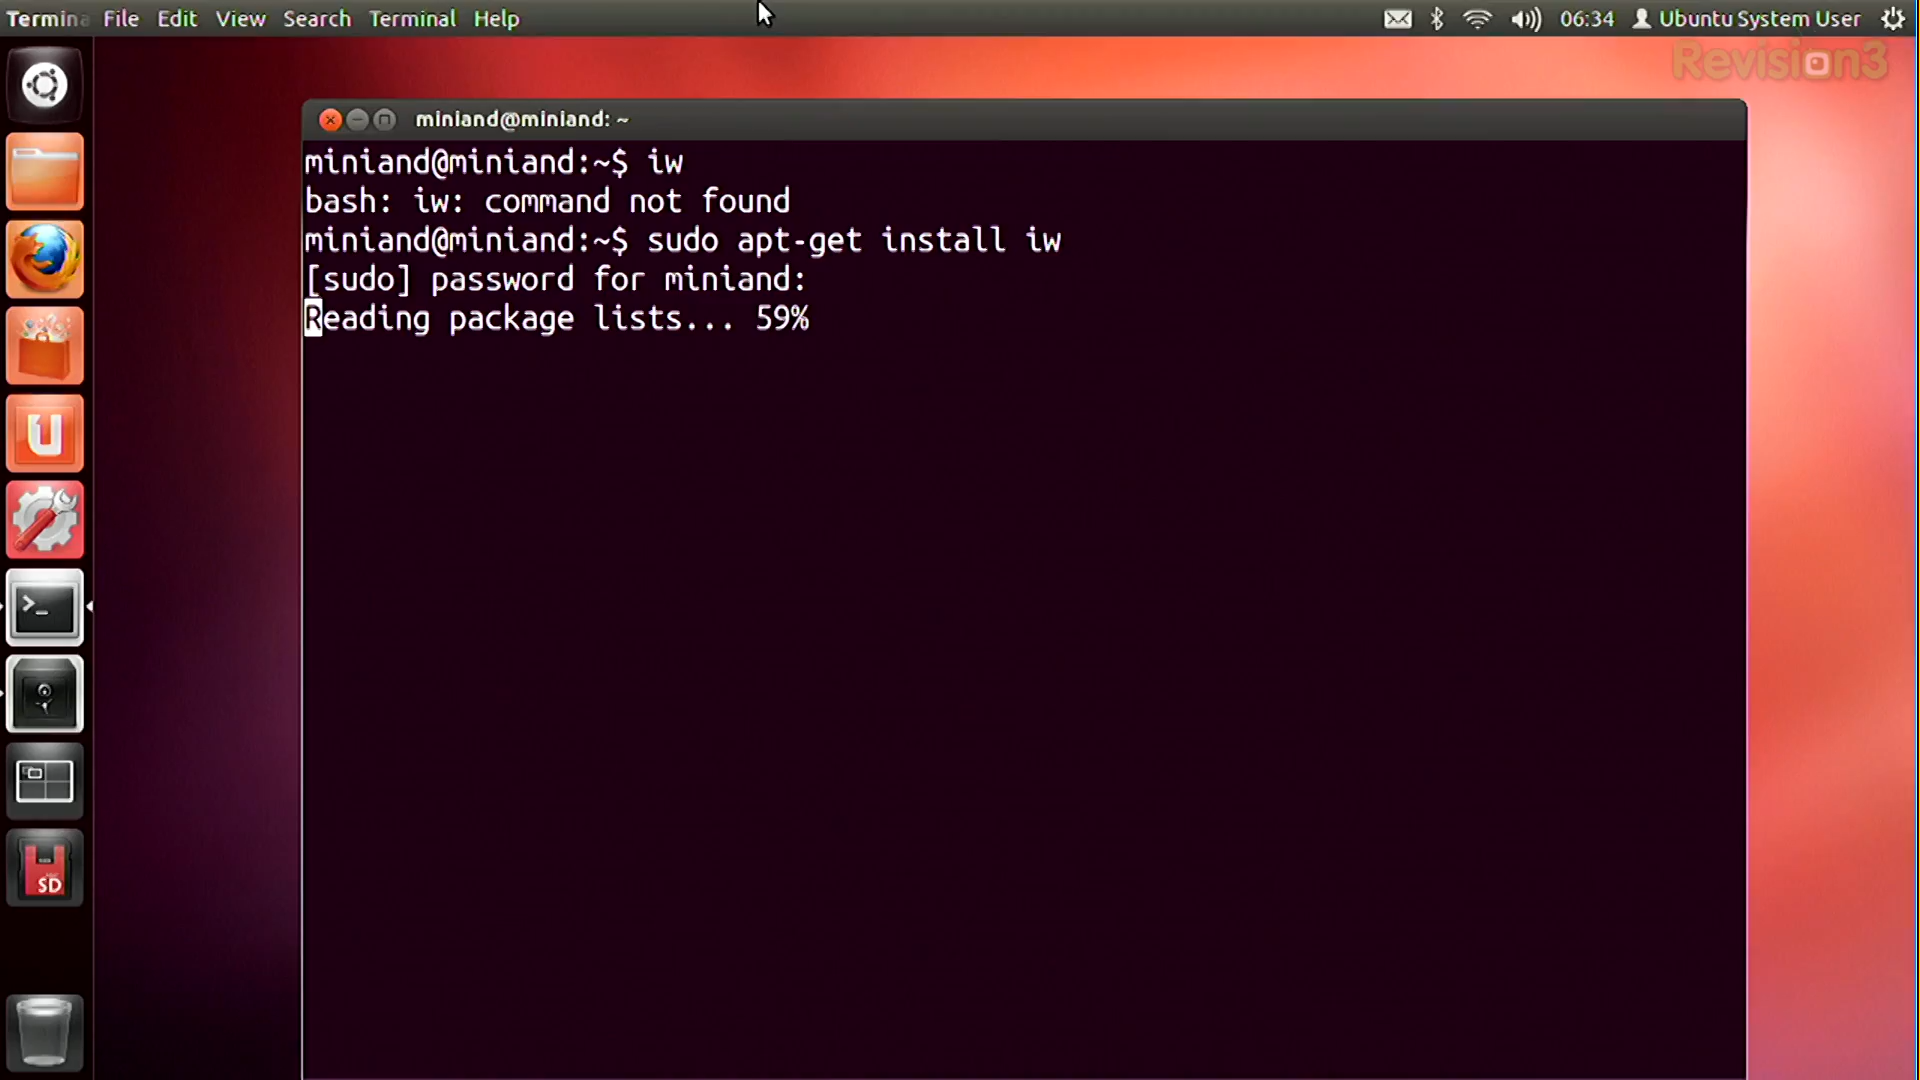 Termina File Edit View Search Terminal Help 06:34 Ubuntu System User
Revision3
miniand@miniand: ~
miniand@miniand:~$ iw
bash: iw: command not found
miniand@miniand:~$ sudo apt-get install iw
[sudo] password for miniand:
Reading package lists... 59%
U
>_
SD